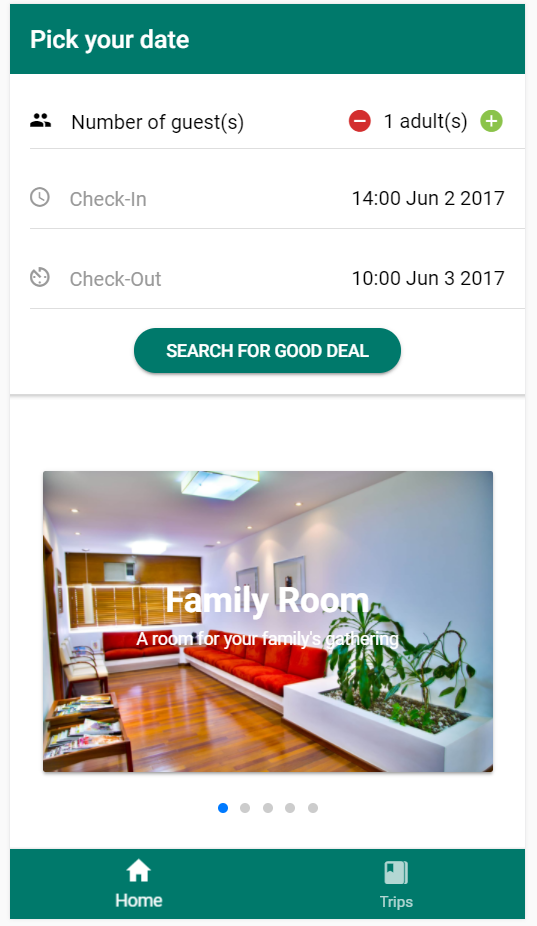 Pick your date
Number of guest(s) 1 adult(s)
Check-In 14:00 Jun 2 2017
Check-Out 10:00 Jun 3 2017
SEARCH FOR GOOD DEAL
Family Room
A room for your family's gathering
Home Trips